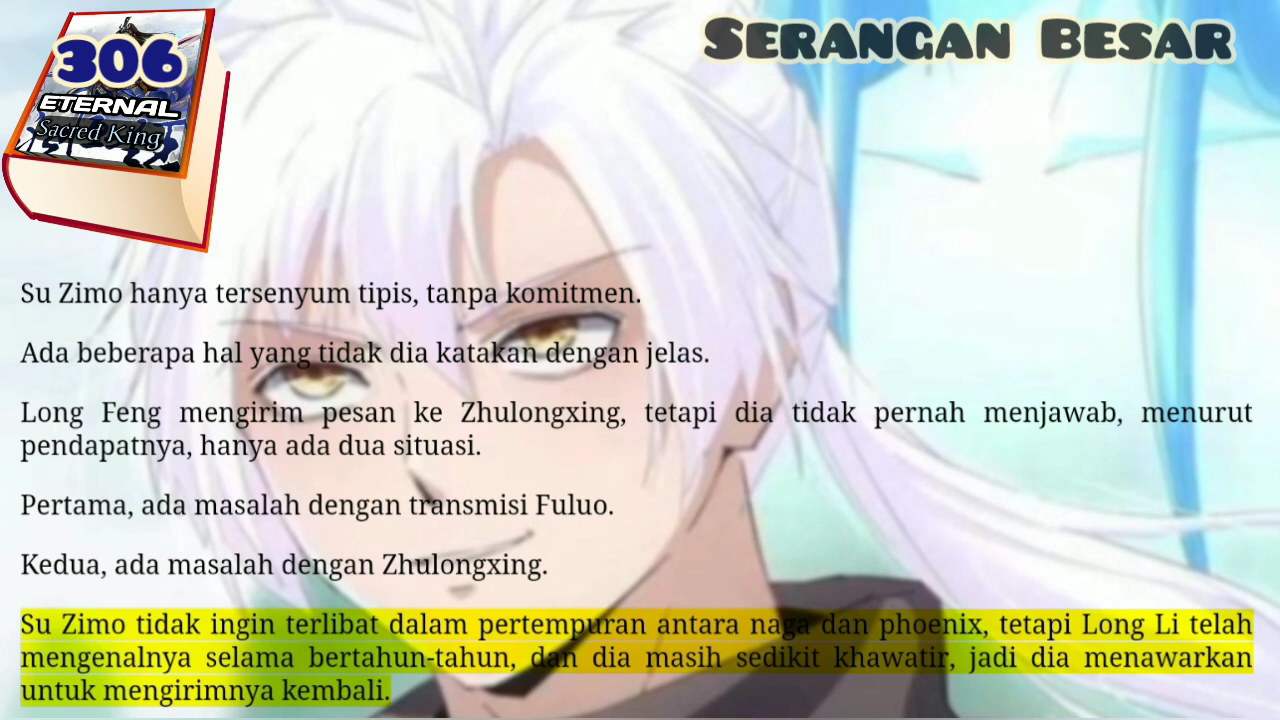 306
ETERNAL
Sacred King
SERANGAN BESAR
Su Zimo hanya tersenyum tipis, tanpa komitmen.
Ada beberapa hal yang tidak dia katakan dengan jelas.
Long Feng mengirim pesan ke Zhulongxing, tetapi dia tidak pernah menjawab, menurut
pendapatnya, hanya ada dua situasi.
Pertama, ada masalah dengan transmisi Fuluo.
Kedua, ada masalah dengan Zhulongxing.
Su Zimo tidak ingin terlibat dalam pertempuran antara naga dan phoenix, tetapi Long Li telah
mengenalnya selama bertahun-tahun, dan dia masih sedikit khawatir, jadi dia menawarkan
untuk mengirimnya kembali.